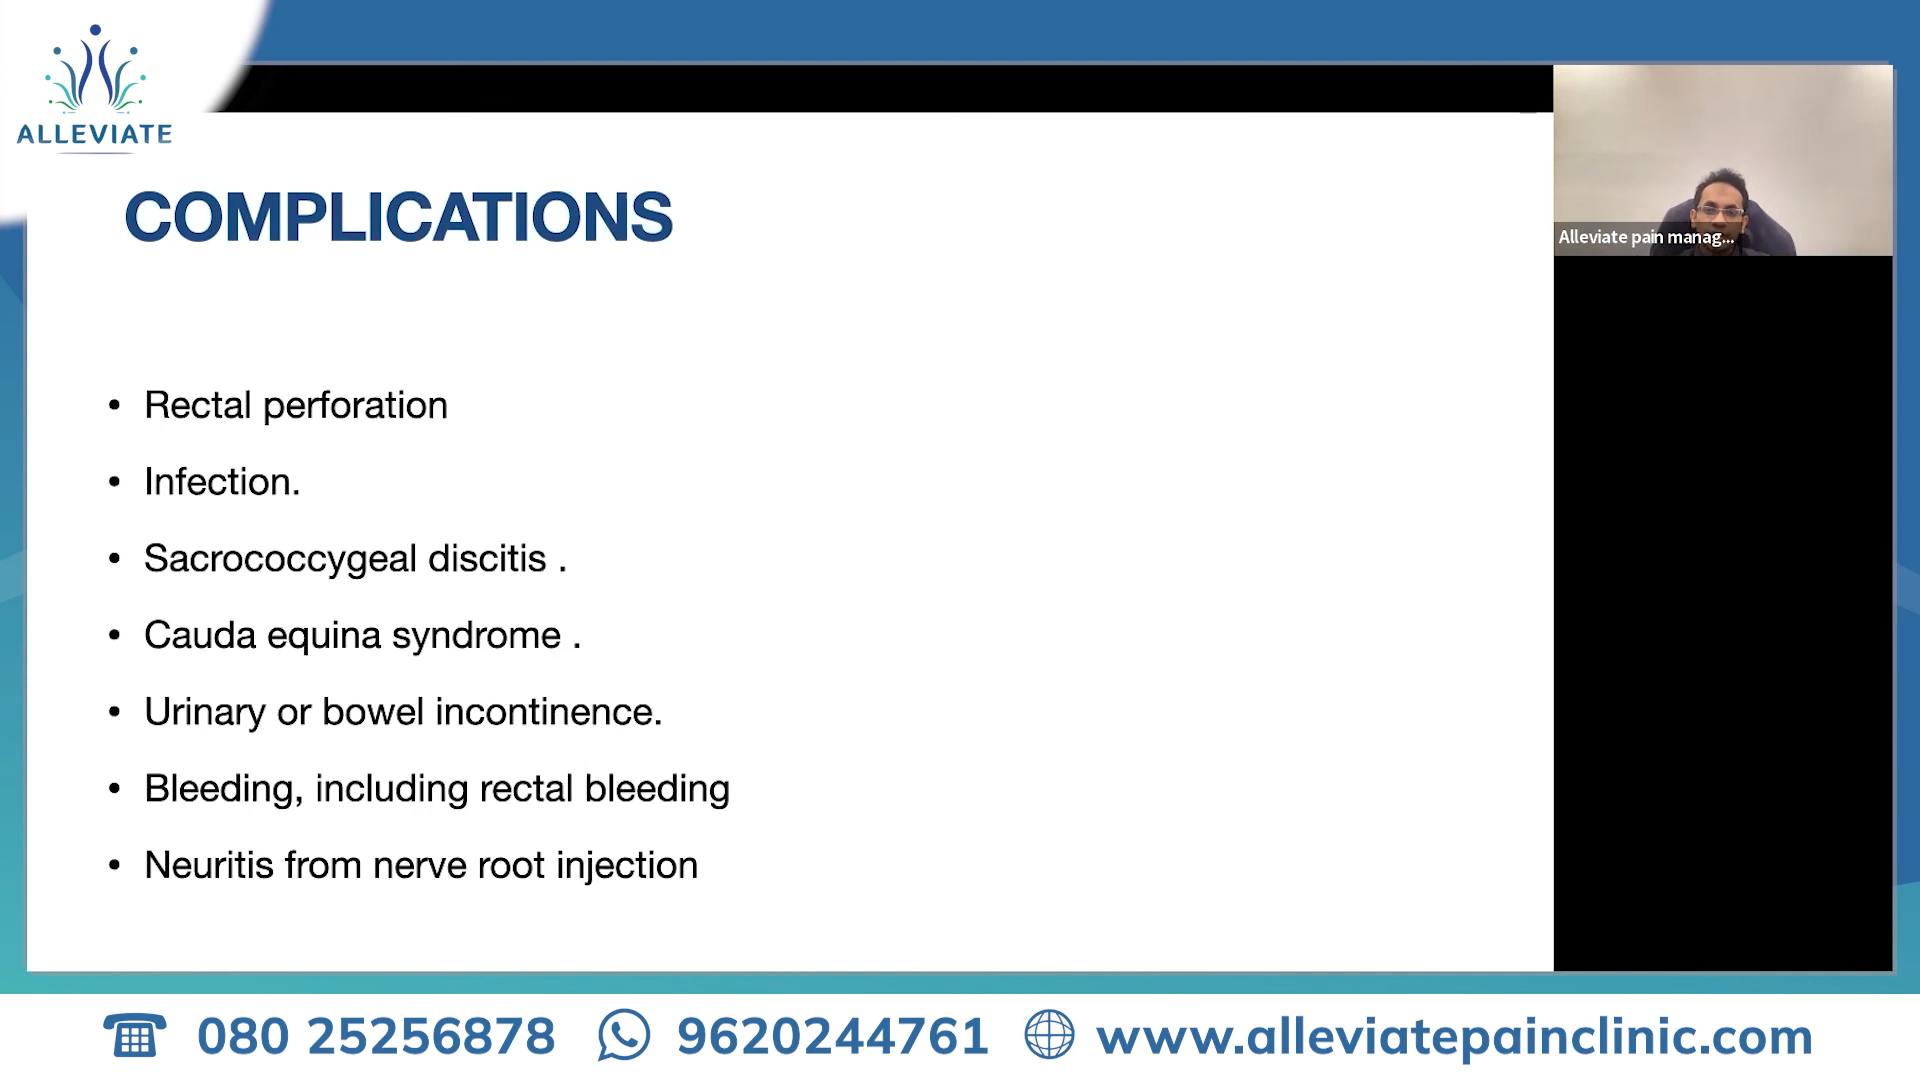 ALLEVIATE
COMPLICATIONS
Alleviate pain manag...
• Rectal perforation
• Infection.
• Sacrococcygeal discitis .
• Cauda equina syndrome .
• Urinary or bowel incontinence.
• Bleeding, including rectal bleeding
• Neuritis from nerve root injection
080 25256878 9620244761 www.alleviatepainclinic.com